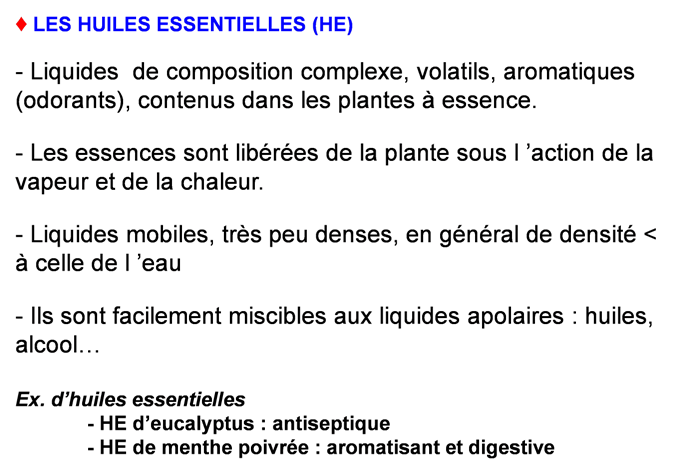 ♦ LES HUILES ESSENTIELLES (HE)
- Liquides de composition complexe, volatils, aromatiques
(odorants), contenus dans les plantes à essence.
- Les essences sont libérées de la plante sous l ’action de la
vapeur et de la chaleur.
- Liquides mobiles, très peu denses, en général de densité <
à celle de l ’eau
- Ils sont facilement miscibles aux liquides apolaires : huiles,
alcool…
Ex. d’huiles essentielles
- HE d’eucalyptus : antiseptique
- HE de menthe poivrée : aromatisant et digestive